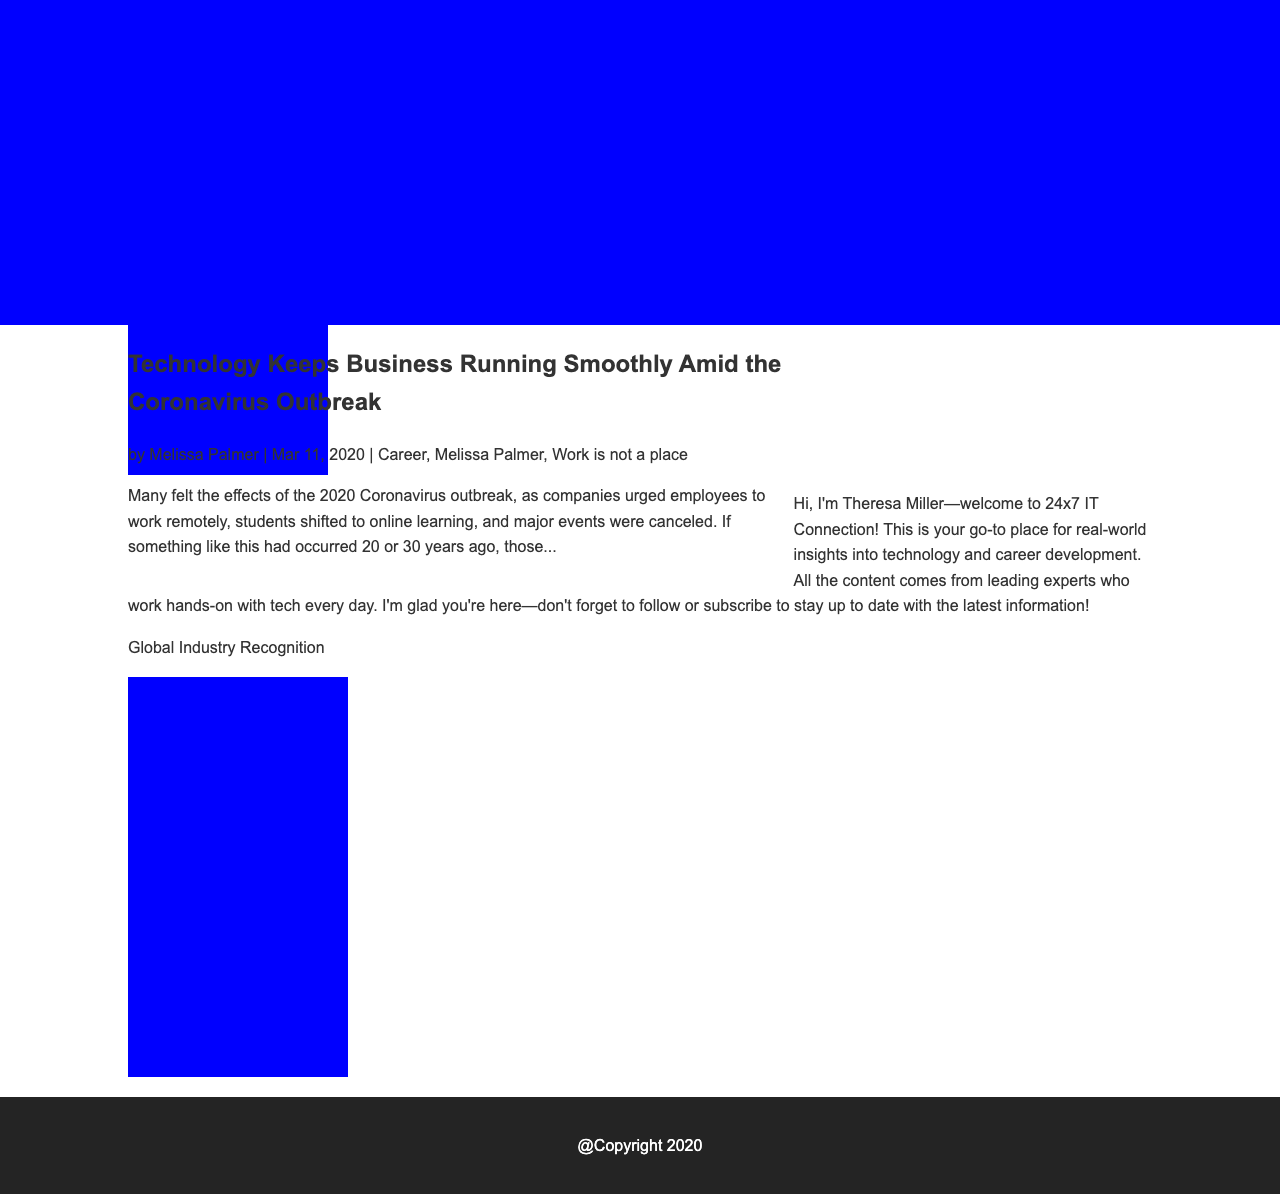 Technology Keeps Business Running Smoothly Amid the
Coronavirus Outbreak
by Melissa Palmer | Mar 11, 2020 | Career, Melissa Palmer, Work is not a place
Many felt the effects of the 2020 Coronavirus outbreak, as companies urged employees to
work remotely, students shifted to online learning, and major events were canceled. If
something like this had occurred 20 or 30 years ago, those...
Hi, I'm Theresa Miller—welcome to 24x7 IT
Connection! This is your go-to place for real-world
insights into technology and career development.
All the content comes from leading experts who
work hands-on with tech every day. I'm glad you're here—don't forget to follow or subscribe to stay up to date with the latest information!
Global Industry Recognition
@Copyright 2020